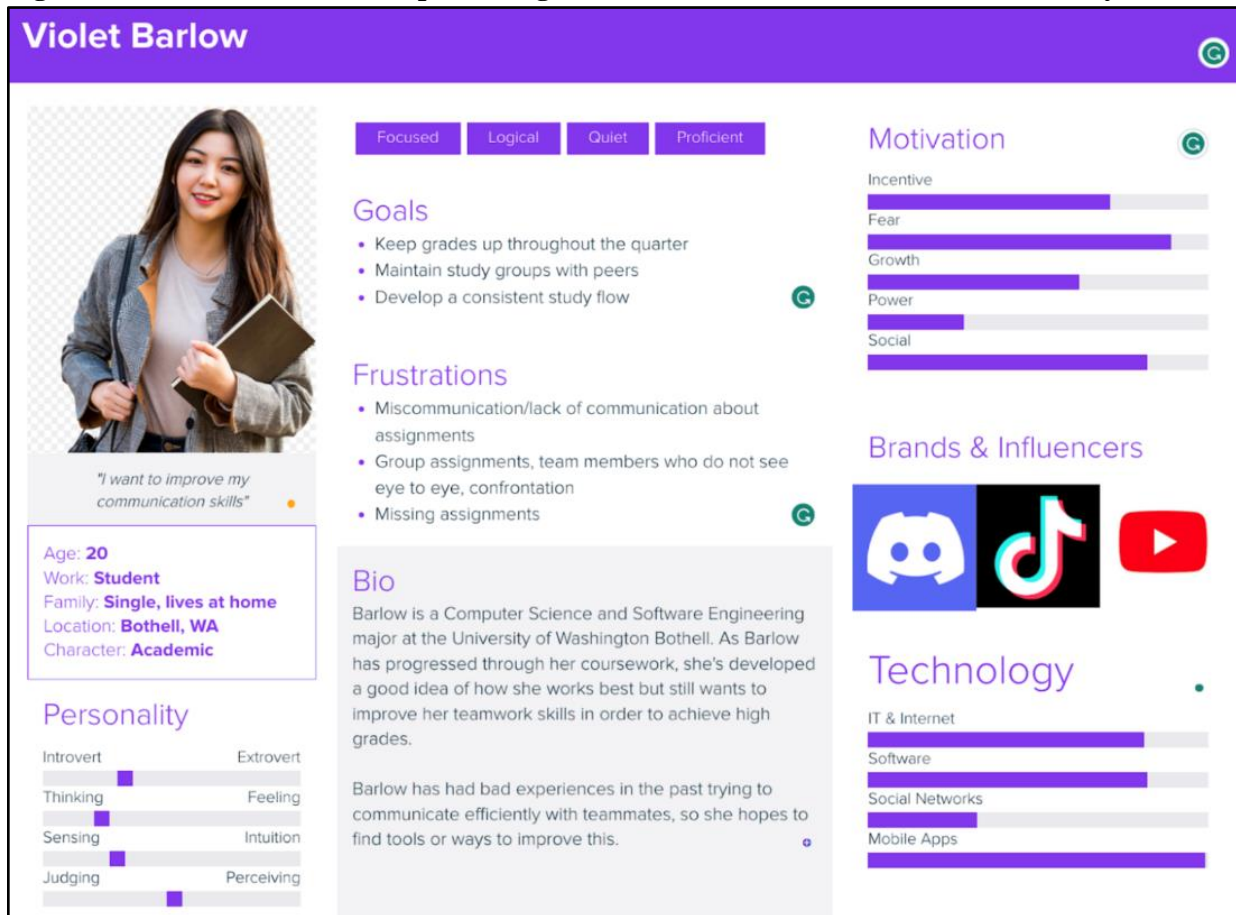 Violet Barlow
"I want to improve my
communication skills"
Age: 20
Work: Student
Family: Single, lives at home
Location: Bothell, WA
Character: Academic
Personality
Introvert Extrovert
Thinking Feeling
Sensing Intuition
Judging Perceiving
Focused Logical Quiet Proficient
Goals
• Keep grades up throughout the quarter
• Maintain study groups with peers
• Develop a consistent study flow
Frustrations
• Miscommunication/lack of communication about
assignments
• Group assignments, team members who do not see
eye to eye, confrontation
• Missing assignments
Bio
Barlow is a Computer Science and Software Engineering
major at the University of Washington Bothell. As Barlow
has progressed through her coursework, she's developed
a good idea of how she works best but still wants to
improve her teamwork skills in order to achieve high
grades.
Barlow has had bad experiences in the past trying to
communicate efficiently with teammates, so she hopes to
find tools or ways to improve this.
Motivation
Incentive
Fear
Growth
Power
Social
Brands & Influencers
Technology
IT & Internet
Software
Social Networks
Mobile Apps